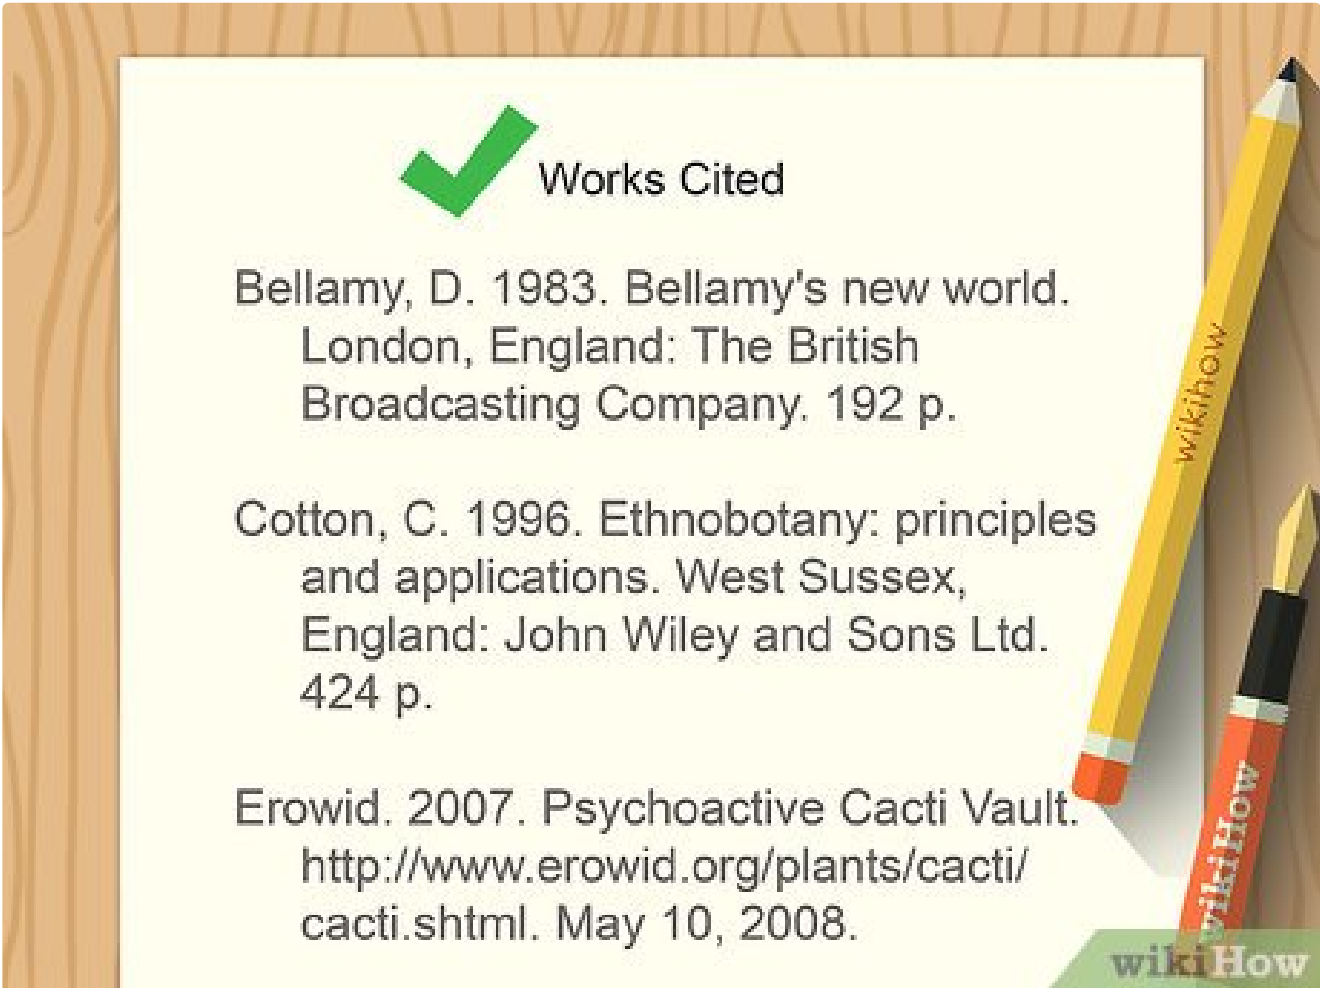 Works Cited
Bellamy, D. 1983. Bellamy's new world.
London, England: The British
Broadcasting Company. 192 p.
Cotton, C. 1996. Ethnobotany: principles
and applications. West Sussex,
England: John Wiley and Sons Ltd.
424 p.
Erowid. 2007. Psychoactive Cacti Vault.
http://www.erowid.org/plants/cacti/
cacti.shtml. May 10, 2008.
wikihow
wikiHow
wikiHow